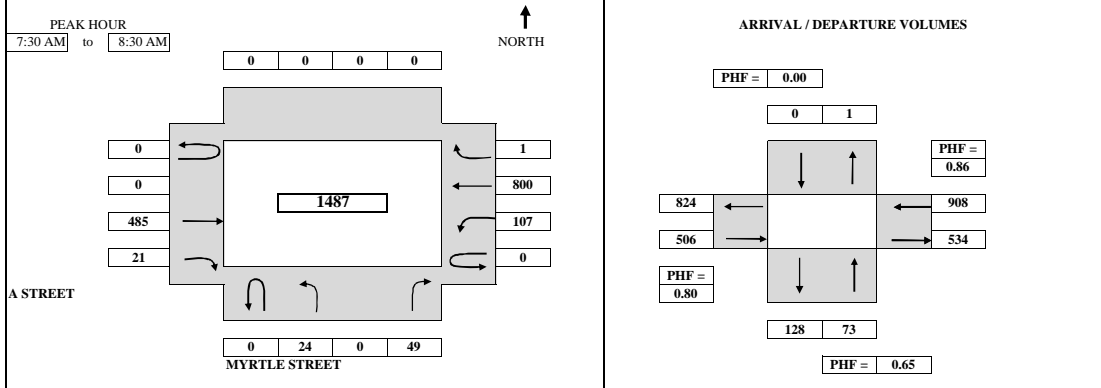 PEAK HOUR
7:30 AM to 8:30 AM
NORTH
0 0 0 0
0
0
485
21
1487
1
800
107
0
A STREET
0 24 0 49
MYRTLE STREET
ARRIVAL / DEPARTURE VOLUMES
PHF = 0.00
0 1
PHF =
0.86
824
506
908
534
PHF =
0.80
128 73
PHF = 0.65